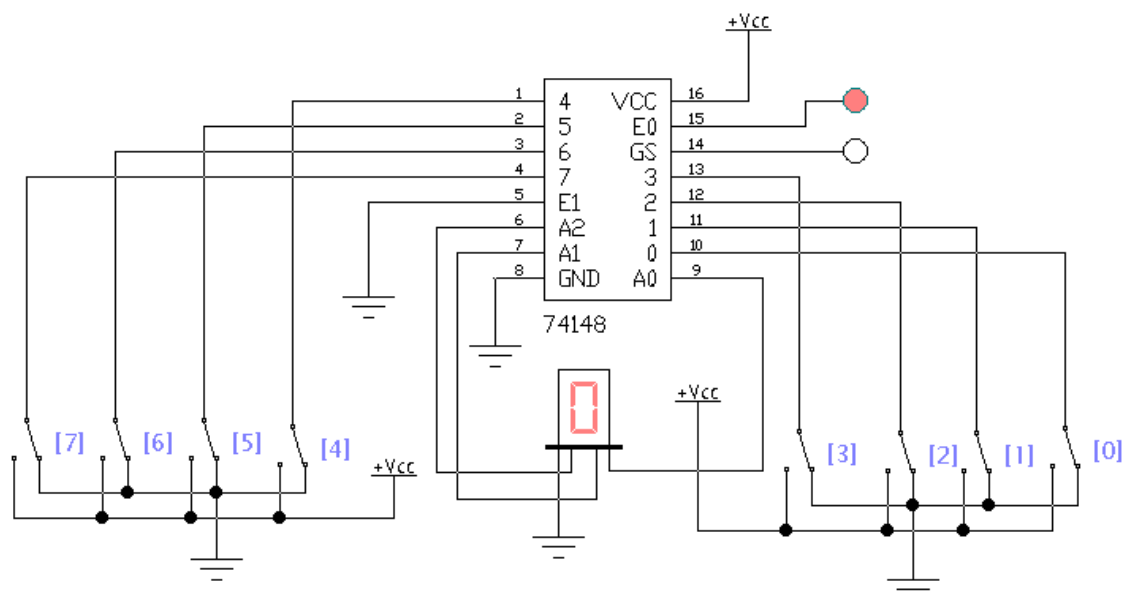 +Vcc
1 4 VCC 16
2 5 E0 15
3 6 GS 14
4 7 3 13
5 E1 2 12
6 A2 1 11
7 A1 0 10
8 GND A0 9
74148
0
+Vcc
[7] [6] [5] [4]
+Vcc
[3] [2] [1] [0]